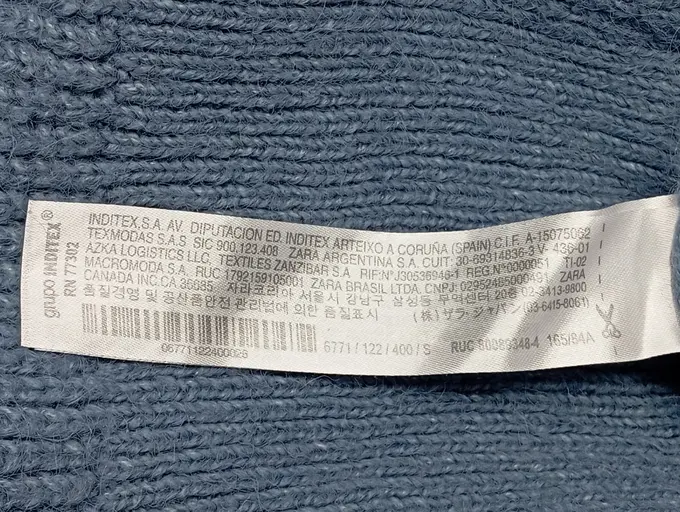 grupo INDITEX®
RN 77302
INDITEX,S.A. AV. DIPUTACION ED. INDITEX ARTEIXO A CORUÑA (SPAIN) C.I.F. A-15075062
TEXMODAS S.A.S SIC 900.123.408 ZARA ARGENTINA S.A. CUIT: 30-69314836-3 V- 436-01
AZKA LOGISTICS LLC, TEXTILES ZANZIBAR S.A. RIF:NºJ30536946-1 REG.Nº0000051 TI-02
MACROMODA S.A. RUC 1792159105001 ZARA BRASIL LTDA. CNPJ: 02952485000491 ZARA
CANADA INC.CA 36635 자라코리아 서울시 강남구 삼성동 무역센터 20층 02-3413-9800
품질경영 및 공산품안전 관리법에 의한 품질표시 (株) ザラ・ジャパン (03-6415-8061)
06771122400026
6771 / 122 / 400 / S
RUC 80089348-4 165/84A